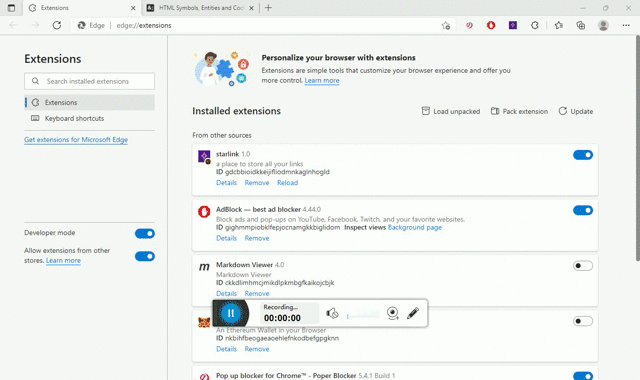 Extensions
HTML Symbols, Entities and Co
Edge
edge://extensions
Extensions
Search installed extensions
Extensions
Keyboard shortcuts
Get extensions for Microsoft Edge
Developer mode
Allow extensions from other
stores. Learn more
Personalize your browser with extensions
Extensions are simple tools that customize your browser experience and offer you
more control. Learn more
Installed extensions
Load unpacked
Pack extension
Update
From other sources
starlink 1.0
a place to store all your links
ID gdcbbioidkkeijifliodmnkaglnhogld
Details Remove Reload
AdBlock — best ad blocker 4.44.0
Block ads and pop-ups on YouTube, Facebook, Twitch, and your favorite websites.
ID gighmmpiobklfepjocnamgkkbiglidom Inspect views Background page
Details Remove
Markdown Viewer 4.0
Markdown Viewer
ID ckkdlimhmcjmikdlpkmbgfkaikojcbjk
Details Remove
Recording...
00:00:00
An Ethereum Wallet in your Browser
ID nkbihfbeogaeaoehlefnkodbefgpgknn
Details Remove
Pop up blocker for Chrome™ - Poper Blocker 5.4.1 Build 1